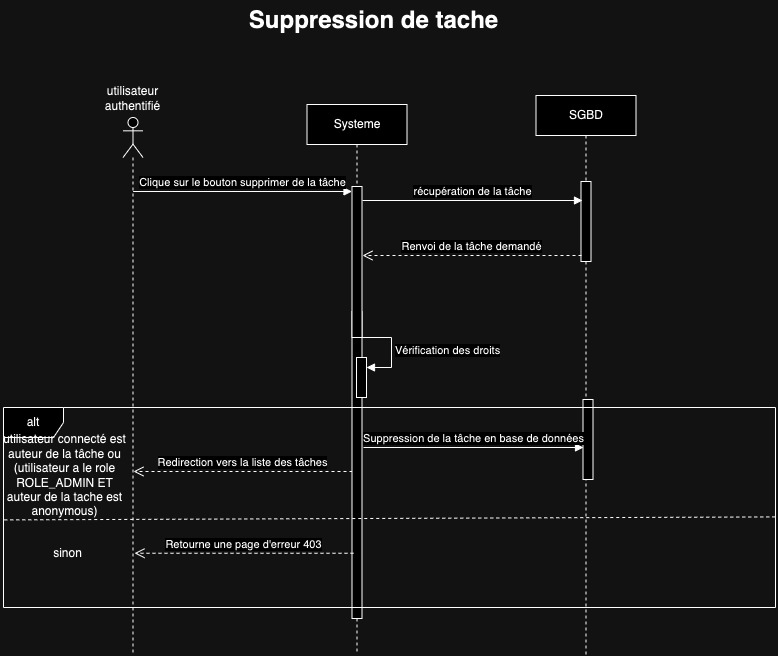 Suppression de tache
utilisateur
authentifié
Systeme
SGBD
Clique sur le bouton supprimer de la tâche
récupération de la tâche
Renvoi de la tâche demandé
Vérification des droits
alt
utilisateur connecté est
auteur de la tâche ou
(utilisateur a le role
ROLE_ADMIN ET
auteur de la tache est
anonymous)
Suppression de la tâche en base de données
Redirection vers la liste des tâches
sinon
Retourne une page d'erreur 403